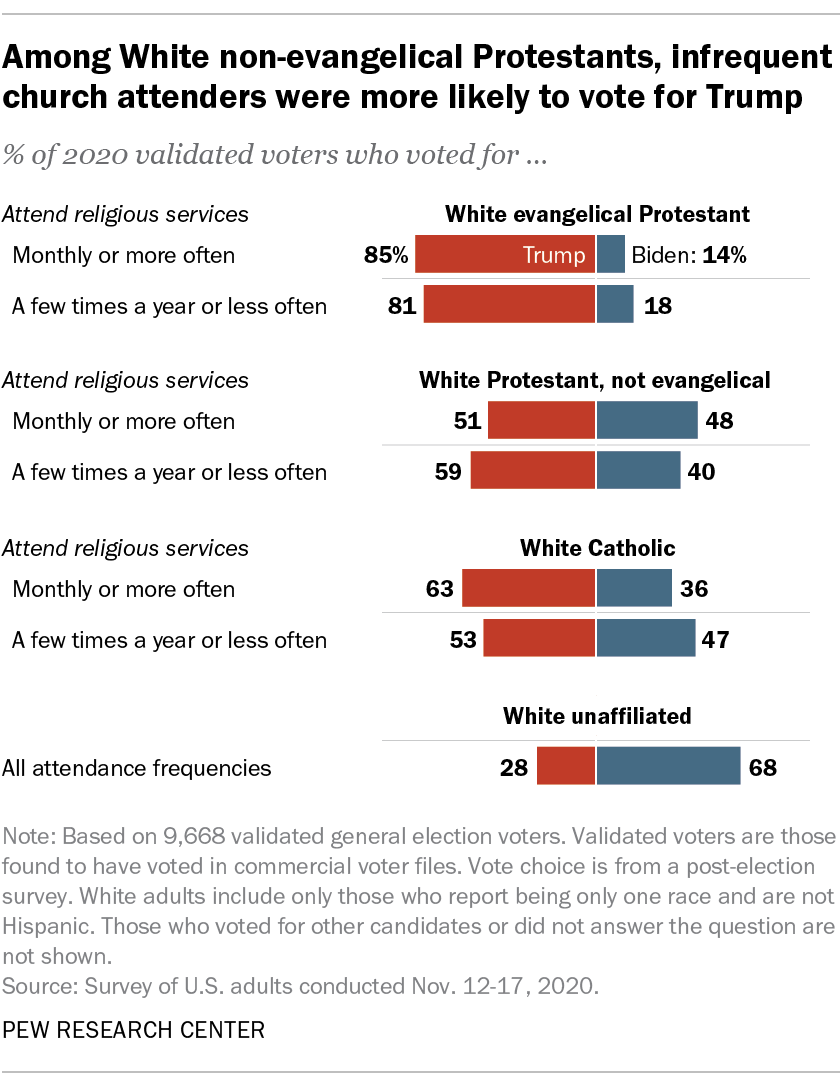 Among White non-evangelical Protestants, infrequent
church attenders were more likely to vote for Trump
% of 2020 validated voters who voted for ...
Attend religious services White evangelical Protestant
Monthly or more often 85% Trump Biden: 14%
A few times a year or less often 81 18
Attend religious services White Protestant, not evangelical
Monthly or more often 51 48
A few times a year or less often 59 40
Attend religious services White Catholic
Monthly or more often 63 36
A few times a year or less often 53 47
White unaffiliated
All attendance frequencies 28 68
Note: Based on 9,668 validated general election voters. Validated voters are those
found to have voted in commercial voter files. Vote choice is from a post-election
survey. White adults include only those who report being only one race and are not
Hispanic. Those who voted for other candidates or did not answer the question are
not shown.
Source: Survey of U.S. adults conducted Nov. 12-17, 2020.
PEW RESEARCH CENTER